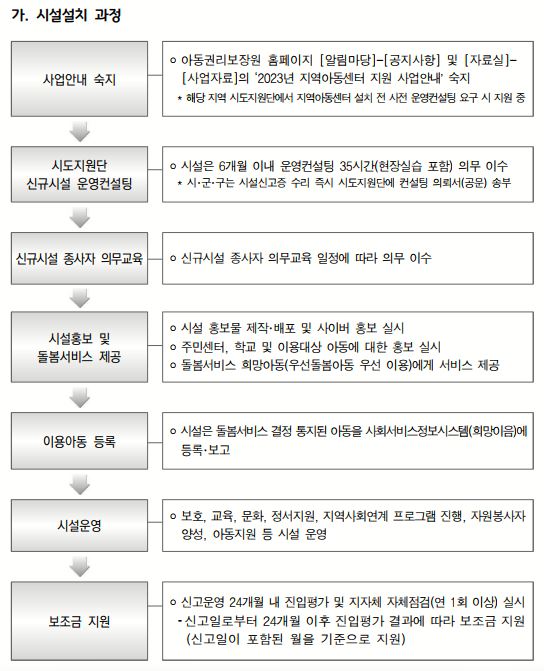 가. 시설설치 과정
사업안내 숙지
○ 아동권리보장원 홈페이지 [알림마당]-[공지사항] 및 [자료실]-
[사업자료]의 '2023년 지역아동센터 지원 사업안내' 숙지
* 해당 지역 시도지원단에서 지역아동센터 설치 전 사전 운영컨설팅 요구 시 지원 중
시도지원단
신규시설 운영컨설팅
○ 시설은 6개월 이내 운영컨설팅 35시간(현장실습 포함) 의무 이수
* 시·군·구는 시설신고증 수리 즉시 시도지원단에 컨설팅 의뢰서(공문) 송부
신규시설 종사자 의무교육
○ 신규시설 종사자 의무교육 일정에 따라 의무 이수
시설홍보 및
돌봄서비스 제공
○ 시설 홍보물 제작·배포 및 사이버 홍보 실시
○ 주민센터, 학교 및 이용대상 아동에 대한 홍보 실시
○ 돌봄서비스 희망아동(우선돌봄아동 우선 이용)에게 서비스 제공
이용아동 등록
○ 시설은 돌봄서비스 결정 통지된 아동을 사회서비스정보시스템(희망이음)에
등록·보고
시설운영
○ 보호, 교육, 문화, 정서지원, 지역사회연계 프로그램 진행, 자원봉사자
양성, 아동지원 등 시설 운영
보조금 지원
○ 신고운영 24개월 내 진입평가 및 지자체 자체점검(연 1회 이상) 실시
- 신고일로부터 24개월 이후 진입평가 결과에 따라 보조금 지원
(신고일이 포함된 월을 기준으로 지원)